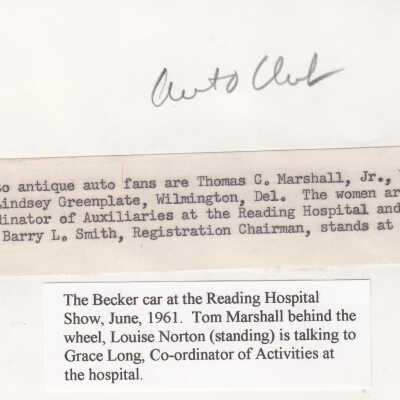 Auto Club
to antique auto fans are Thomas C. Marshall, Jr.,
Lindsey Greenplate, Wilmington, Del. The women ar
dinator of Auxiliaries at the Reading Hospital and
Barry L. Smith, Registration Chairman, stands at
The Becker car at the Reading Hospital
Show, June, 1961. Tom Marshall behind the
wheel, Louise Norton (standing) is talking to
Grace Long, Co-ordinator of Activities at
the hospital.